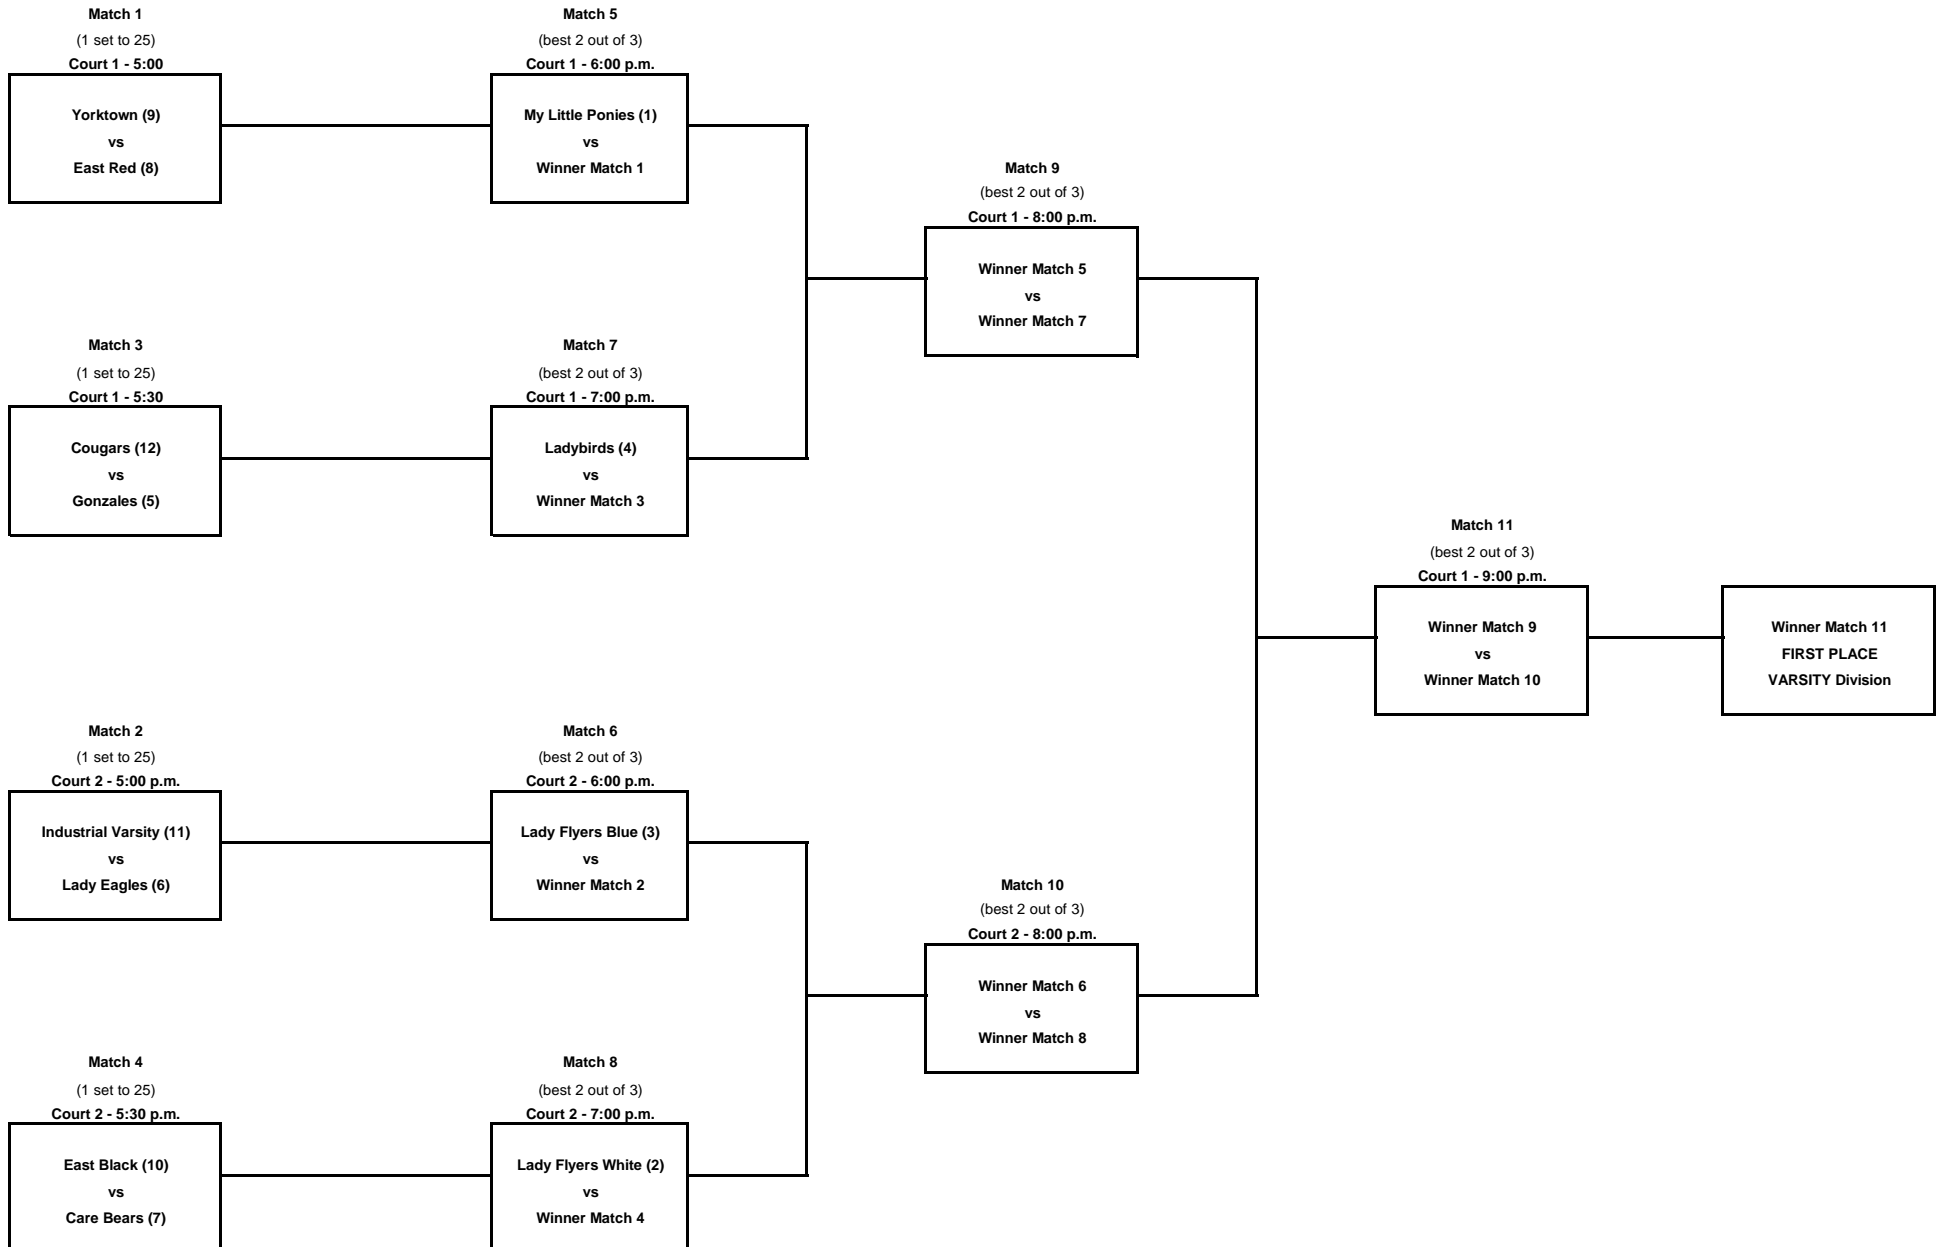 Match 1
(1 set to 25)
Court 1 - 5:00
Yorktown (9)
vs
East Red (8)
Match 5
(best 2 out of 3)
Court 1 - 6:00 p.m.
My Little Ponies (1)
vs
Winner Match 1
Match 9
(best 2 out of 3)
Court 1 - 8:00 p.m.
Winner Match 5
vs
Winner Match 7
Match 3
(1 set to 25)
Court 1 - 5:30
Cougars (12)
vs
Gonzales (5)
Match 7
(best 2 out of 3)
Court 1 - 7:00 p.m.
Ladybirds (4)
vs
Winner Match 3
Match 11
(best 2 out of 3)
Court 1 - 9:00 p.m.
Winner Match 9
vs
Winner Match 10
Winner Match 11
FIRST PLACE
VARSITY Division
Match 2
(1 set to 25)
Court 2 - 5:00 p.m.
Industrial Varsity (11)
vs
Lady Eagles (6)
Match 6
(best 2 out of 3)
Court 2 - 6:00 p.m.
Lady Flyers Blue (3)
vs
Winner Match 2
Match 10
(best 2 out of 3)
Court 2 - 8:00 p.m.
Winner Match 6
vs
Winner Match 8
Match 4
(1 set to 25)
Court 2 - 5:30 p.m.
East Black (10)
vs
Care Bears (7)
Match 8
(best 2 out of 3)
Court 2 - 7:00 p.m.
Lady Flyers White (2)
vs
Winner Match 4